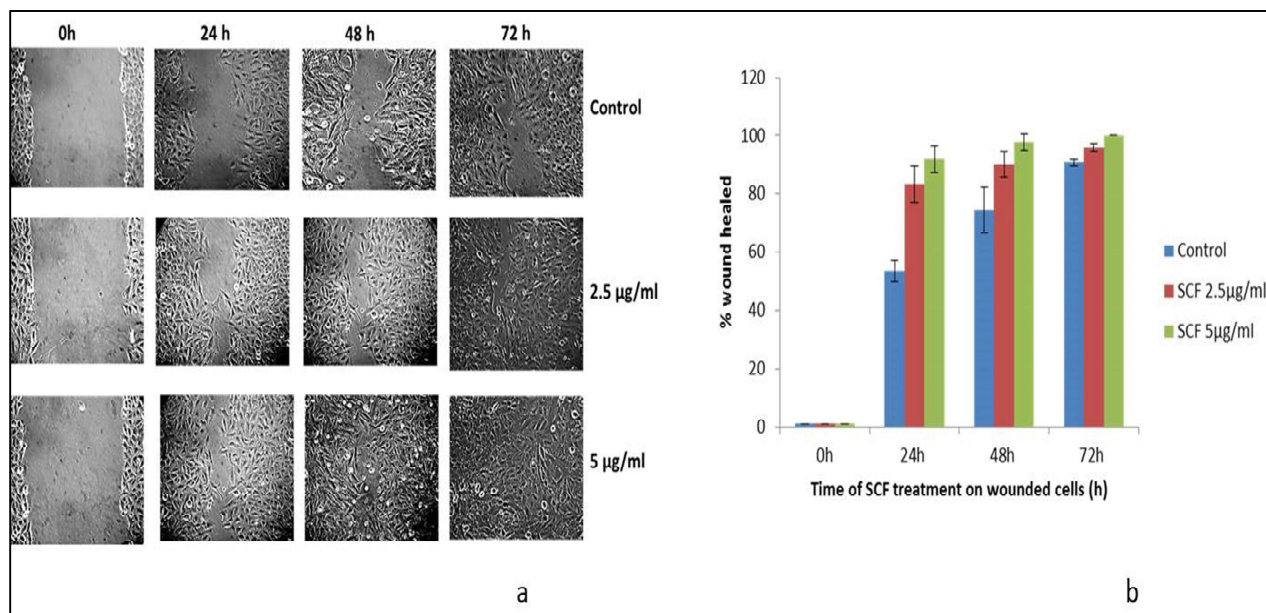 0h 24 h 48 h 72 h
Control
2.5 µg/ml
5 µg/ml
a
120
100
80
60
40
20
0
% wound healed
0h 24h 48h 72h
Time of SCF treatment on wounded cells (h)
Control
SCF 2.5µg/ml
SCF 5µg/ml
b